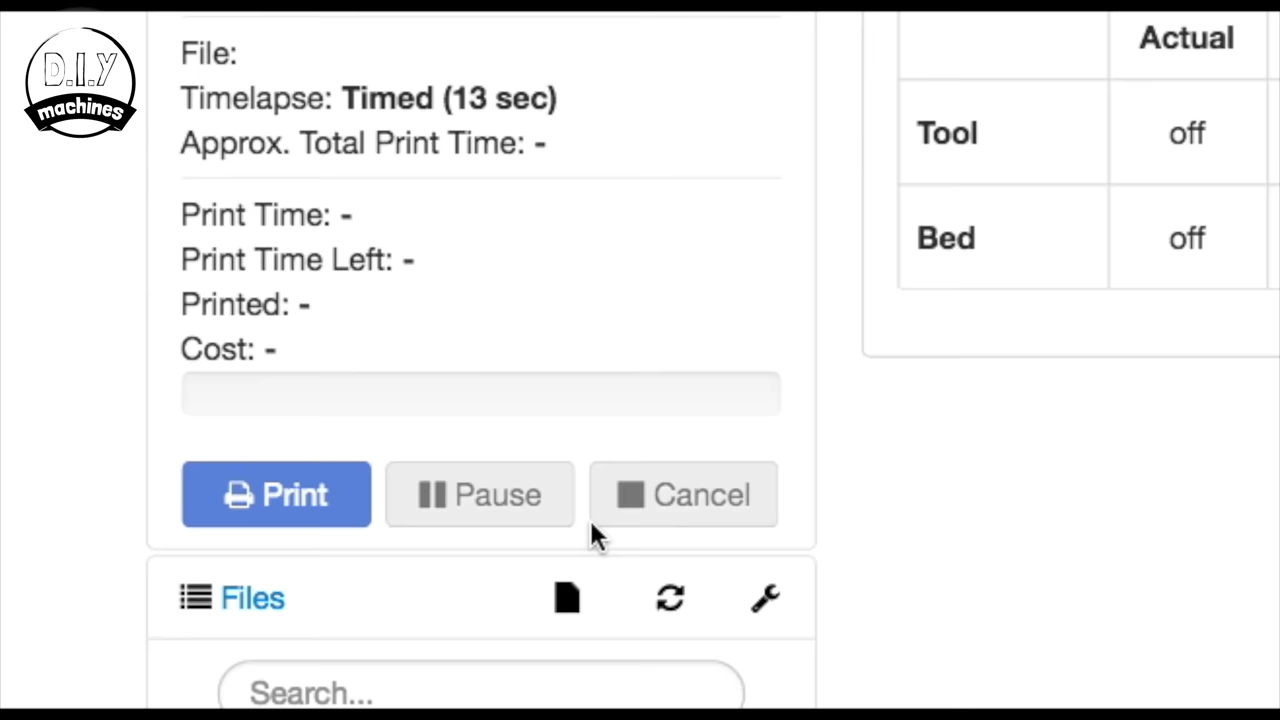 D.I.Y
machines
File:
Timelapse: Timed (13 sec)
Approx. Total Print Time: -
Print Time: -
Print Time Left: -
Printed: -
Cost: -
Print
Pause
Cancel
Files
Search...
Actual
Tool off
Bed off